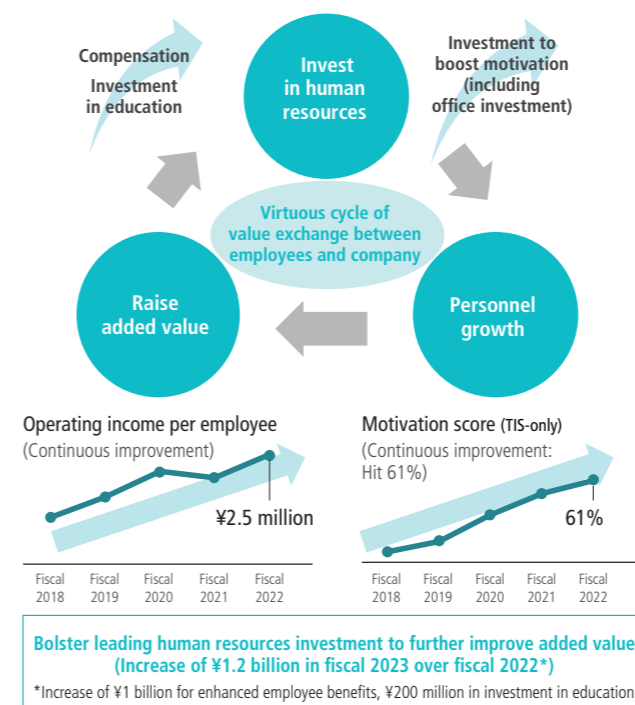 Compensation
Investment
in education
Invest
in human
resources
Investment to
boost motivation
(including
office investment)
Virtuous cycle of
value exchange between
employees and company
Raise
added value
Personnel
growth
Operating income per employee
(Continuous improvement)
¥2.5 million
Fiscal 2018
Fiscal 2019
Fiscal 2020
Fiscal 2021
Fiscal 2022
Motivation score (TIS-only)
(Continuous improvement:
Hit 61%)
61%
Fiscal 2018
Fiscal 2019
Fiscal 2020
Fiscal 2021
Fiscal 2022
Bolster leading human resources investment to further improve added value
(Increase of ¥1.2 billion in fiscal 2023 over fiscal 2022*)
*Increase of ¥1 billion for enhanced employee benefits, ¥200 million in investment in education